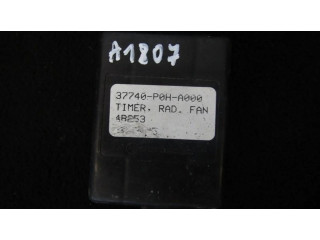 A1807
37740-P0H-A000
TIMER. RAD. FAN
4B253